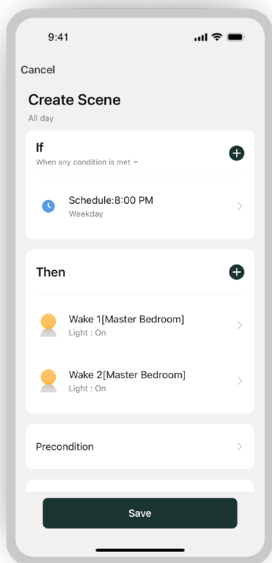 9:41
Cancel
Create Scene
All day
If
When any condition is met
Schedule:8:00 PM
Weekday
Then
Wake 1[Master Bedroom]
Light : On
Wake 2[Master Bedroom]
Light : On
Precondition
Save